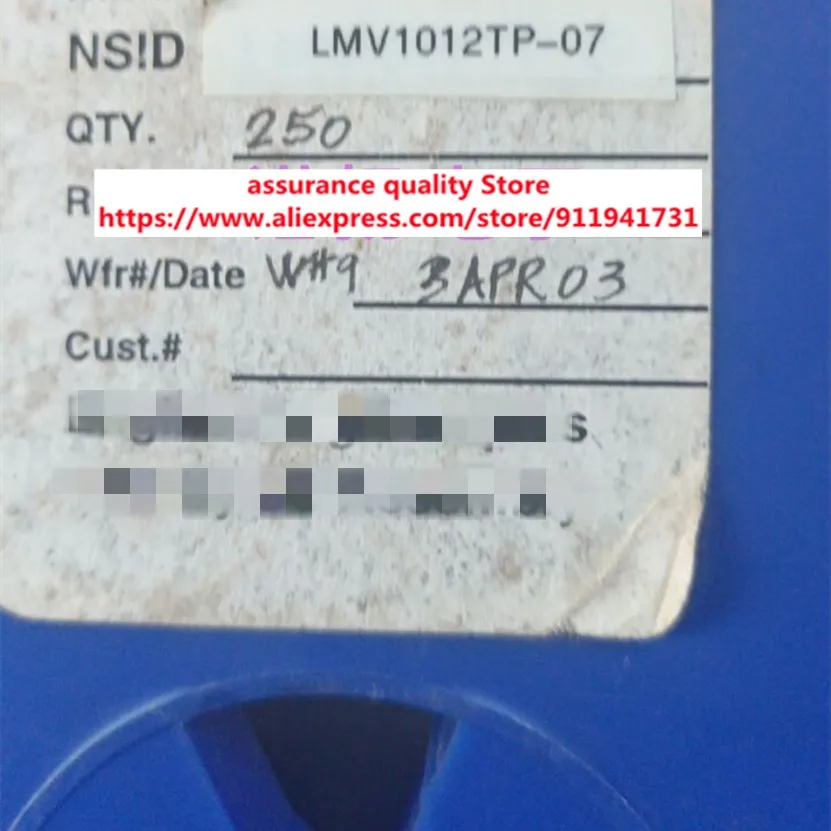 NS!D LMV1012TP-07
QTY. 250
R
assurance quality Store
https://www.aliexpress.com/store/911941731
Wfr#/Date W#9 3APR03
Cust.#
s